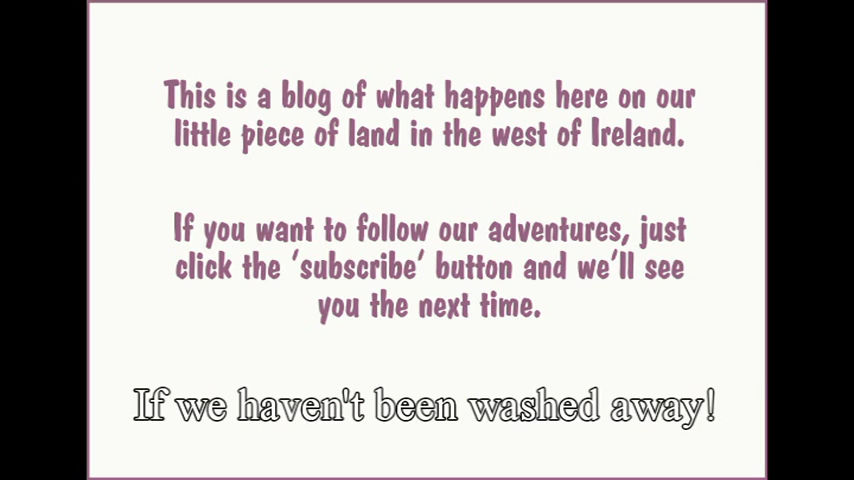 This is a blog of what happens here on our
little piece of land in the west of Ireland.
If you want to follow our adventures, just
click the ‘subscribe’ button and we’ll see
you the next time.
If we haven't been washed away!